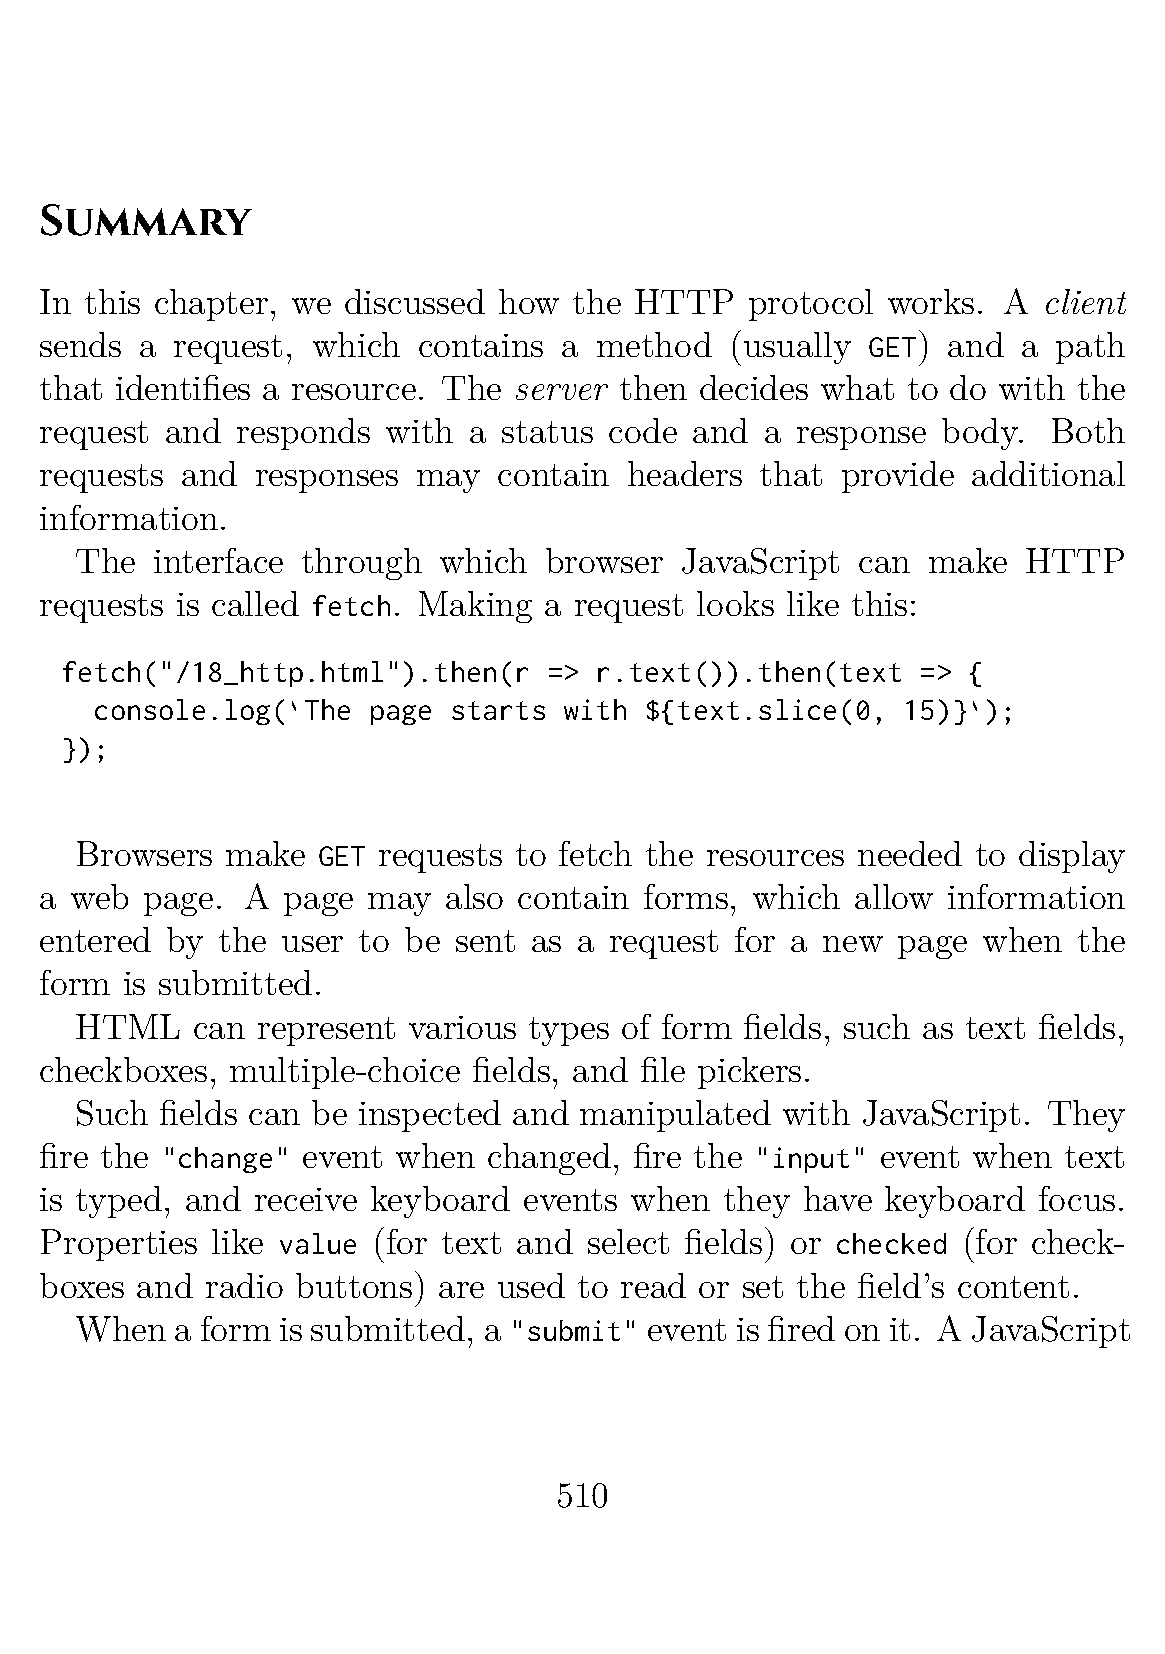 Summary
In this chapter, we discussed how the HTTP protocol works. A client
sends a request, which contains a method (usually GET) and a path
that identifies a resource. The server then decides what to do with the
request and responds with a status code and a response body. Both
requests and responses may contain headers that provide additional
information.
The interface through which browser JavaScript can make HTTP
requests is called fetch. Making a request looks like this:
fetch("/18_http.html").then(r => r.text()).then(text => {
  console.log(`The page starts with ${text.slice(0, 15)}`);
});
Browsers make GET requests to fetch the resources needed to display
a web page. A page may also contain forms, which allow information
entered by the user to be sent as a request for a new page when the
form is submitted.
HTML can represent various types of form fields, such as text fields,
checkboxes, multiple-choice fields, and file pickers.
Such fields can be inspected and manipulated with JavaScript. They
fire the "change" event when changed, fire the "input" event when text
is typed, and receive keyboard events when they have keyboard focus.
Properties like value (for text and select fields) or checked (for check-
boxes and radio buttons) are used to read or set the field's content.
When a form is submitted, a "submit" event is fired on it. A JavaScript
510